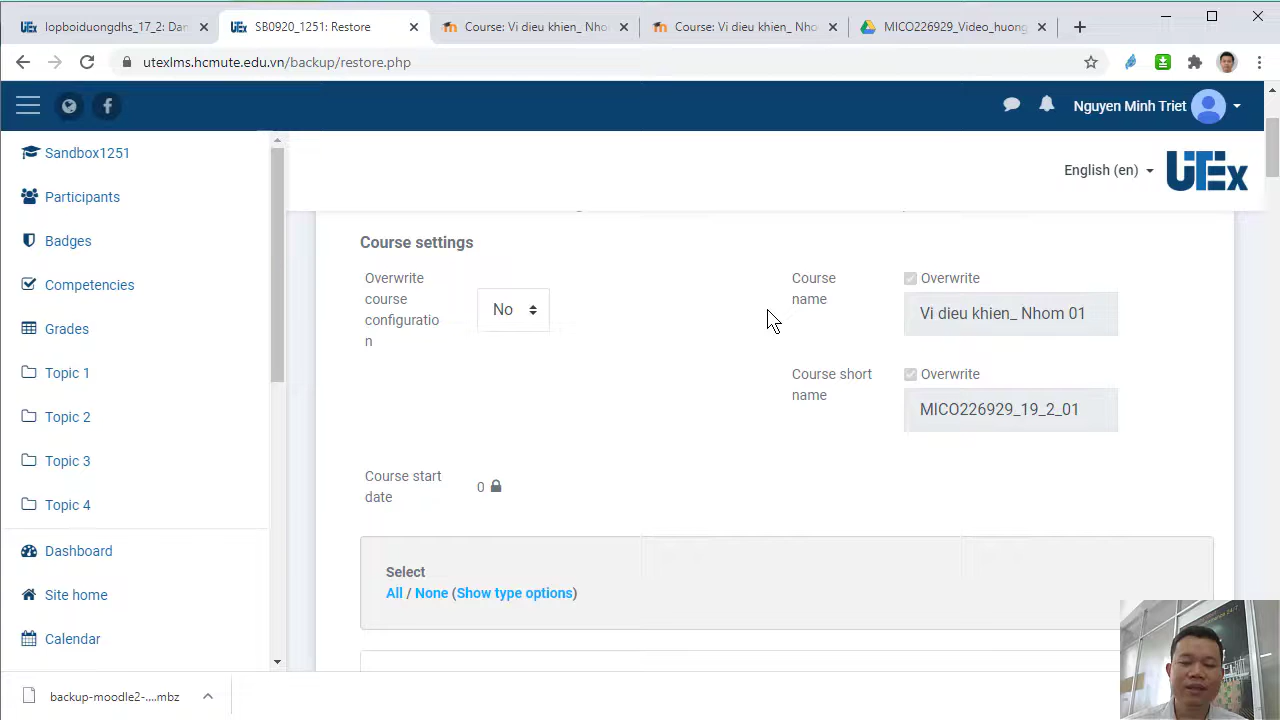 lopboiduongdhs_17_2: Dan
SB0920_1251: Restore
Course: Vi dieu khien_ Nho
Course: Vi dieu khien_ Nho
MICO226929_Video_huong
utexlms.hcmute.edu.vn/backup/restore.php
Nguyen Minh Triet
English (en)
UTEx
Sandbox1251
Participants
Badges
Competencies
Grades
Topic 1
Topic 2
Topic 3
Topic 4
Dashboard
Site home
Calendar
Course settings
Overwrite
course
configuratio
n
No
Course
name
Overwrite
Vi dieu khien_ Nhom 01
Course short
name
Overwrite
MICO226929_19_2_01
Course start
date
0
Select
All / None (Show type options)
backup-moodle2-....mbz